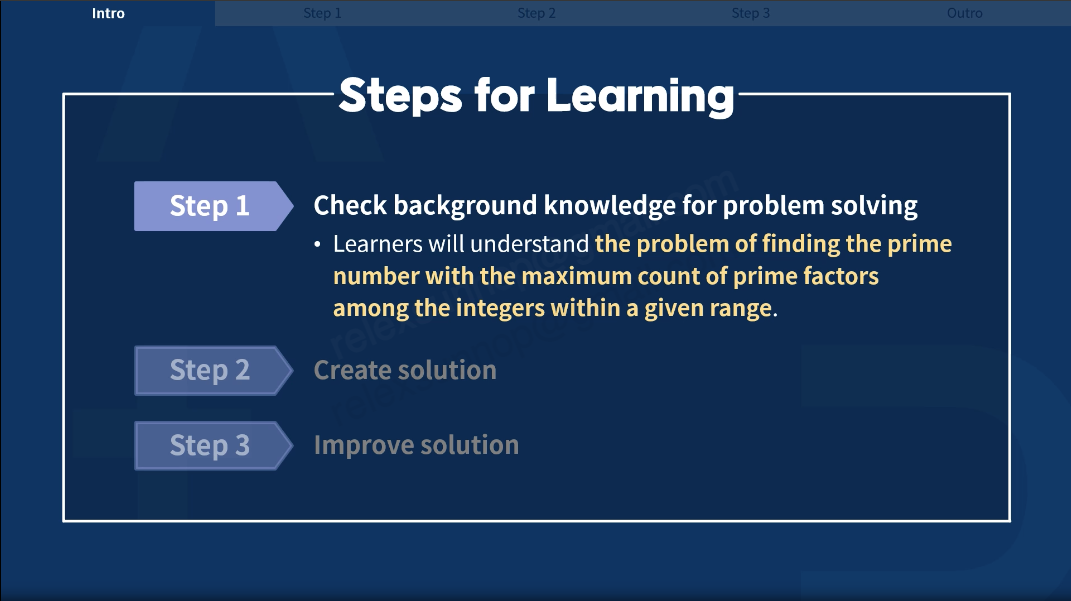 Intro
Step 1
Step 2
Step 3
Outro
Steps for Learning
Step 1
Check background knowledge for problem solving
• Learners will understand the problem of finding the prime
number with the maximum count of prime factors
among the integers within a given range.
Step 2
Create solution
Step 3
Improve solution